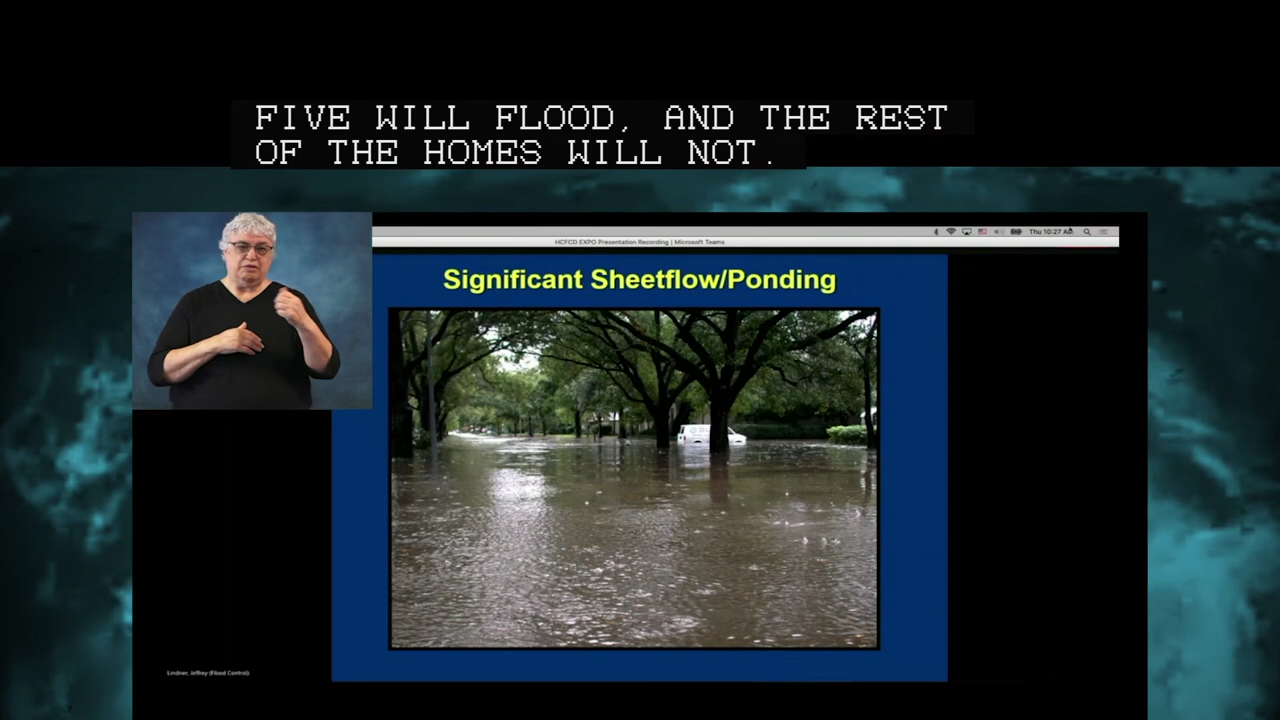 FIVE WILL FLOOD, AND THE REST
OF THE HOMES WILL NOT.
Thu 10:27 AM
HCFCD EXPO Presentation Recording | Microsoft Teams
Significant Sheetflow/Ponding
Lindner, Jeffrey (Flood Control)